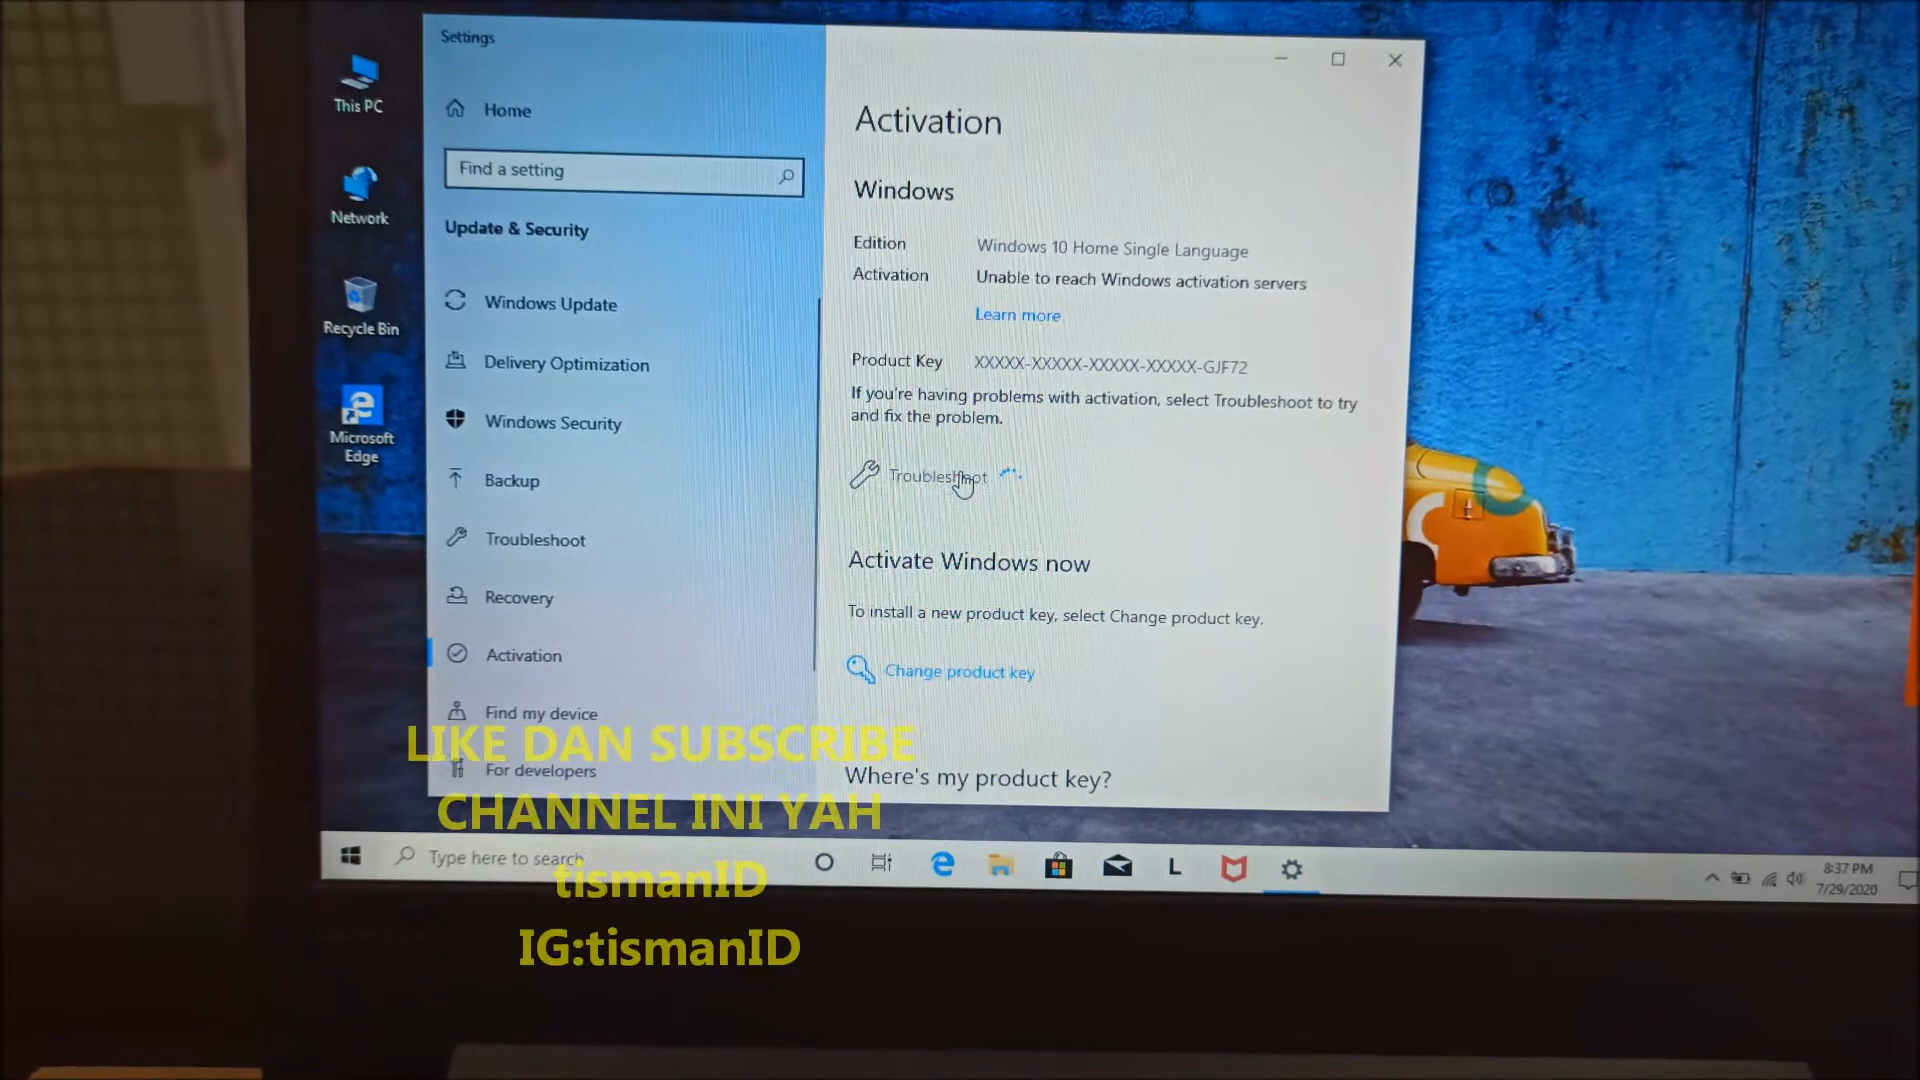 This PC
Network
Recycle Bin
Microsoft
Edge
Settings
Home
Find a setting
Update & Security
Windows Update
Delivery Optimization
Windows Security
Backup
Troubleshoot
Recovery
Activation
Find my device
For developers
Activation
Windows
Edition Windows 10 Home Single Language
Activation Unable to reach Windows activation servers
Learn more
Product Key XXXXX-XXXXX-XXXXX-XXXXX-GJF72
If you're having problems with activation, select Troubleshoot to try
and fix the problem.
Troubleshoot
Activate Windows now
To install a new product key, select Change product key.
Change product key
Where's my product key?
LIKE DAN SUBSCRIBE
CHANNEL INI YAH
tismanID
IG:tismanID
Type here to search
L
8:37 PM
7/29/2020